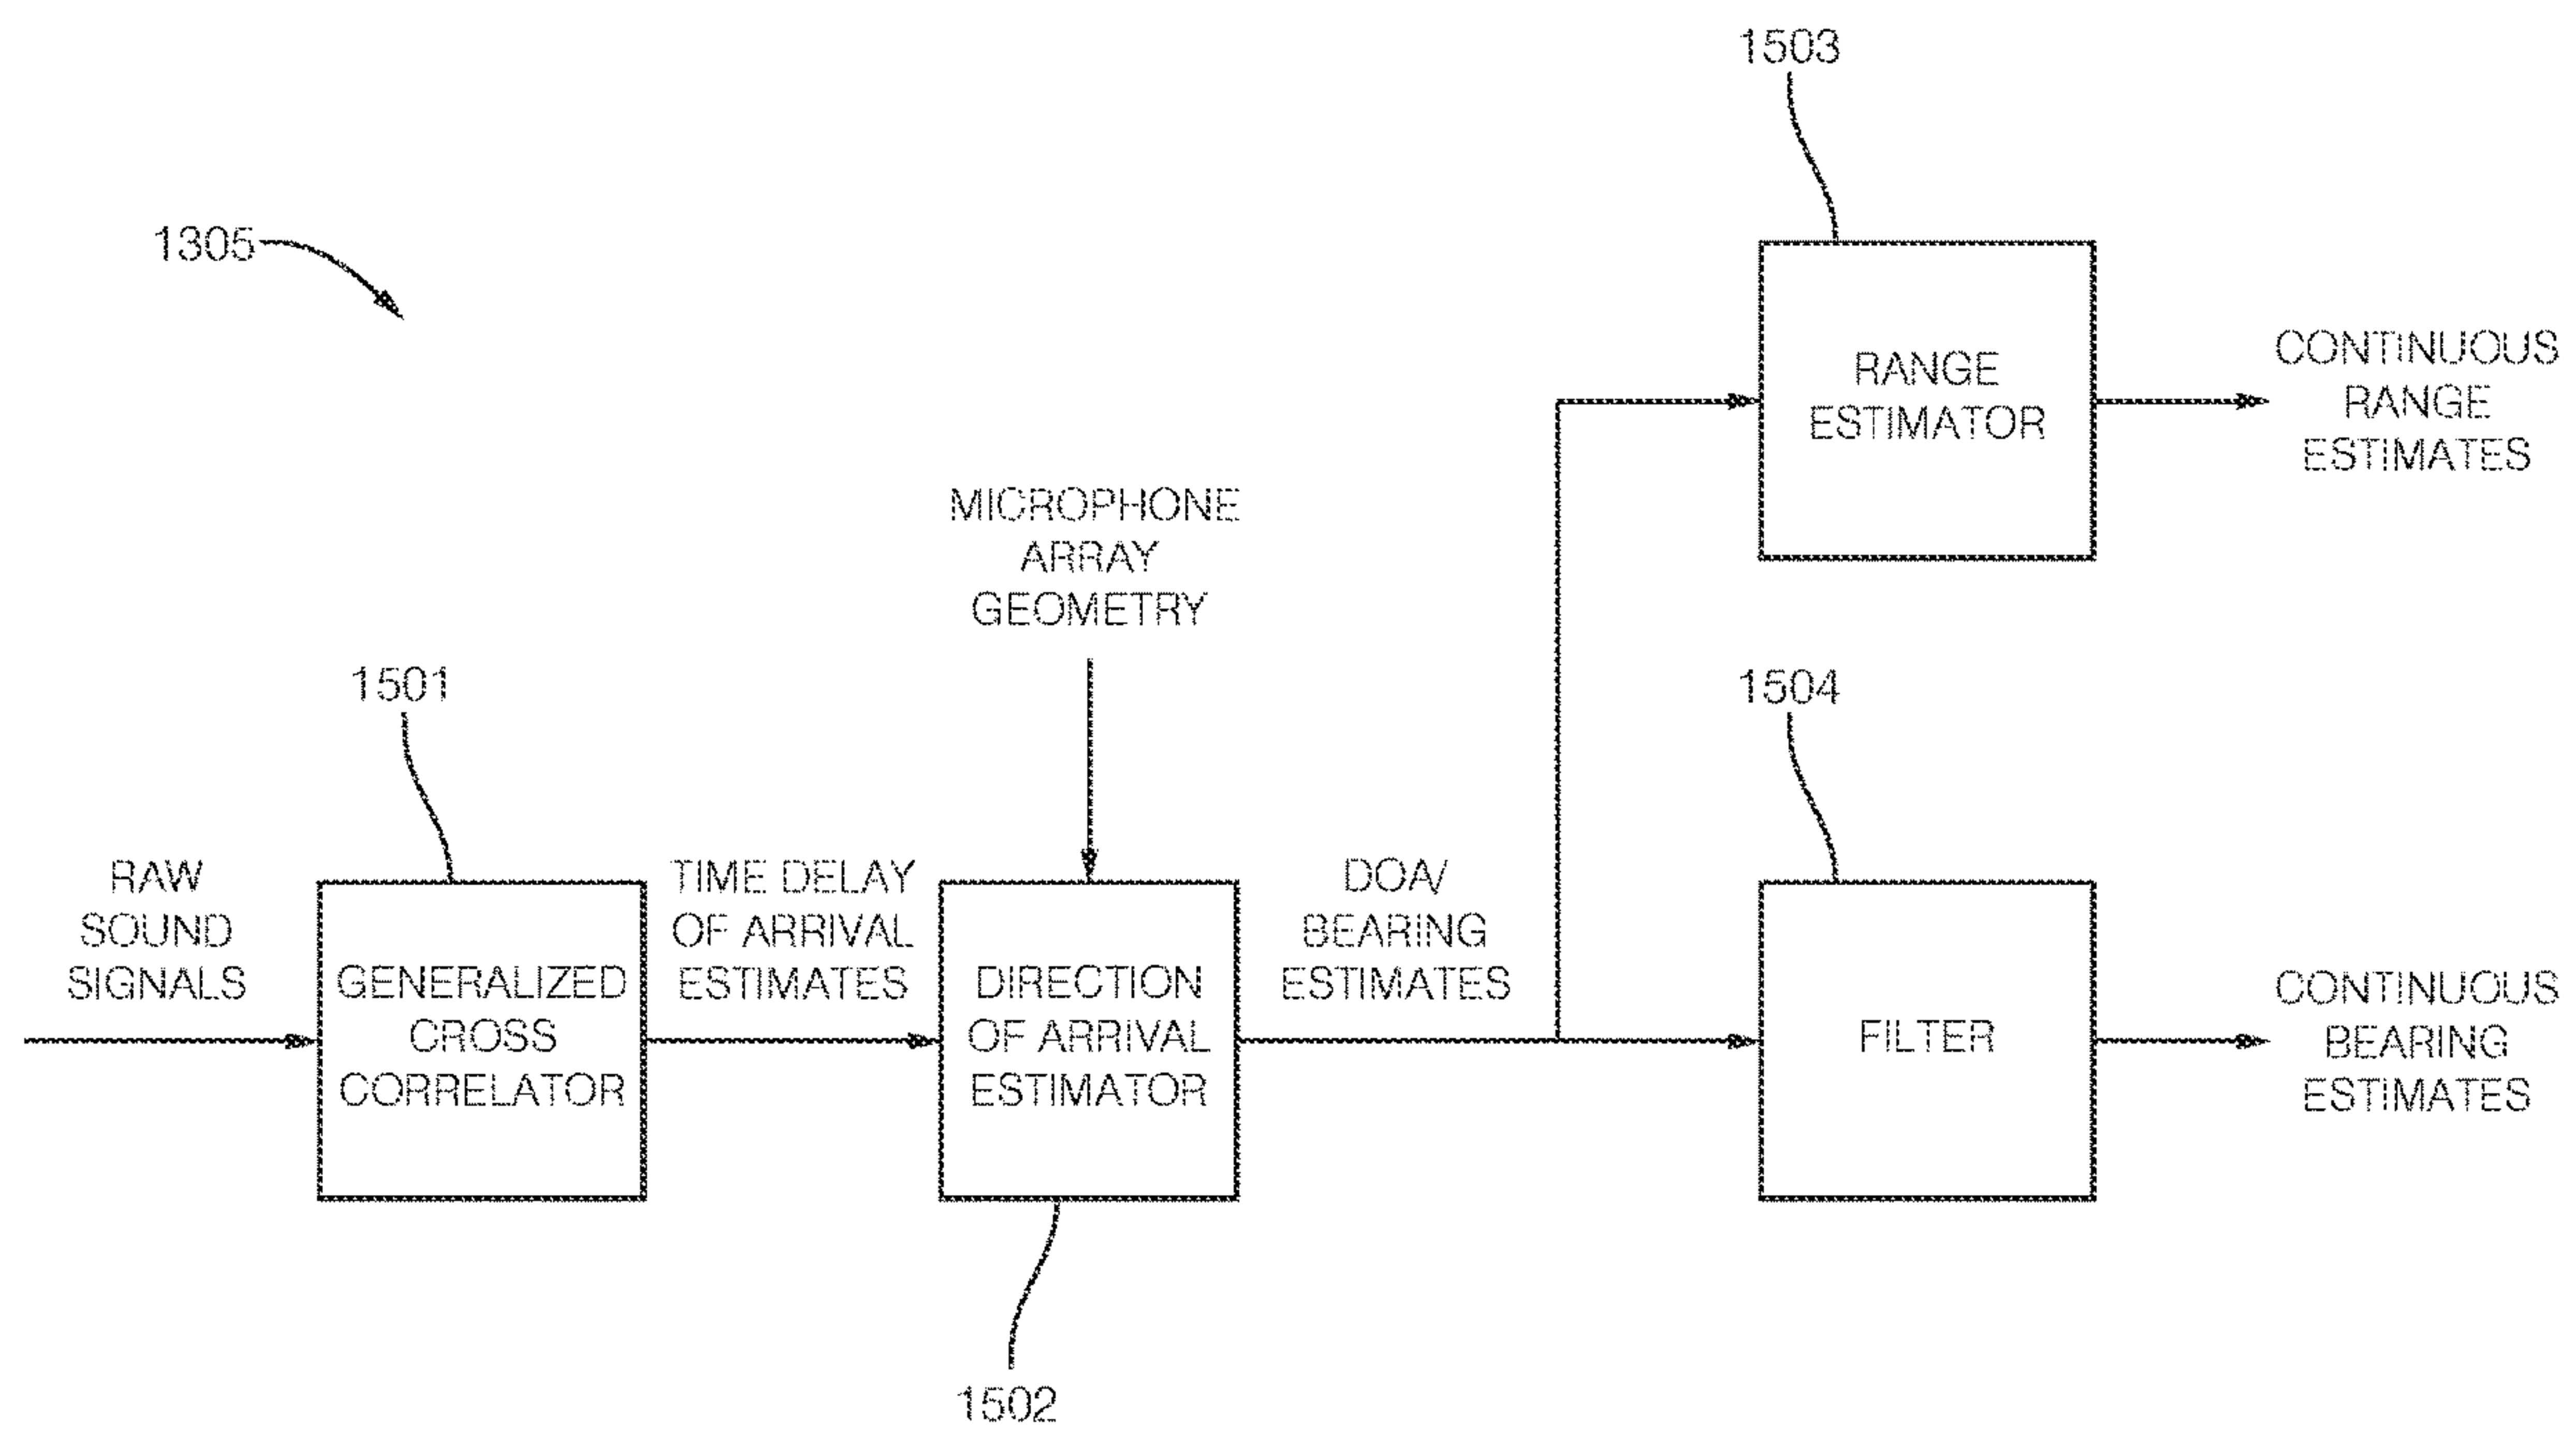 1503
1305
RANGE
ESTIMATOR
CONTINUOUS
RANGE
ESTIMATES
MICROPHONE
ARRAY
GEOMETRY
1501
1504
RAW
SOUND
SIGNALS
GENERALIZED
CROSS
CORRELATOR
TIME DELAY
OF ARRIVAL
ESTIMATES
DIRECTION
OF ARRIVAL
ESTIMATOR
DOA/
BEARING
ESTIMATES
FILTER
CONTINUOUS
BEARING
ESTIMATES
1502